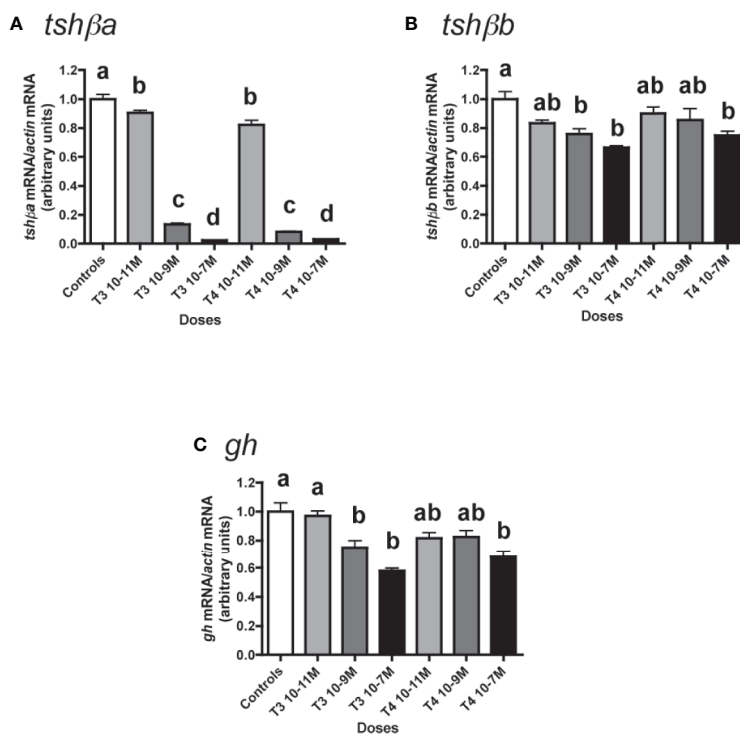 A tshβa
tshβa mRNA/actin mRNA
(arbitrary units)
1.2
1.0
0.8
0.6
0.4
0.2
0.0
a
b
c
d
b
c
d
Controls
T3 10-11M
T3 10-9M
T3 10-7M
T4 10-11M
T4 10-9M
T4 10-7M
Doses
B tshβb
tshβb mRNA/actin mRNA
(arbitrary units)
1.2
1.0
0.8
0.6
0.4
0.2
0.0
a
ab
b
b
ab
ab
b
Controls
T3 10-11M
T3 10-9M
T3 10-7M
T4 10-11M
T4 10-9M
T4 10-7M
Doses
C gh
gh mRNA/actin mRNA
(arbitrary units)
1.2
1.0
0.8
0.6
0.4
0.2
0.0
a
a
b
b
ab
ab
b
Controls
T3 10-11M
T3 10-9M
T3 10-7M
T4 10-11M
T4 10-9M
T4 10-7M
Doses